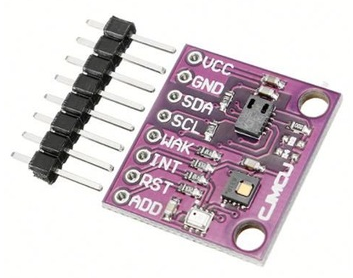 VCC
GND
SDA
SCL
WAK
INT
RST
ADD
CJMCU